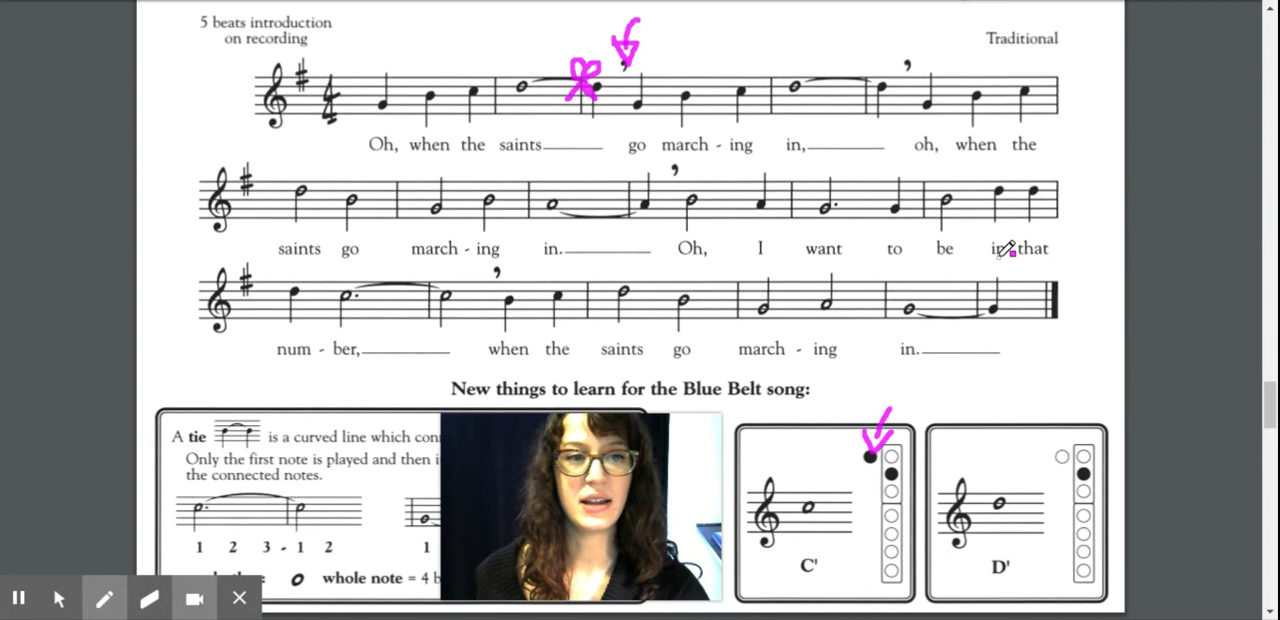 5 beats introduction
on recording
Traditional
4
4
Oh, when the saints go march - ing in, oh, when the
saints go march - ing in. Oh, I want to be in that
num - ber, when the saints go march - ing in.
New things to learn for the Blue Belt song:
A tie is a curved line which
Only the first note is played and then
the connected notes.
1 2 3 - 1 2
1
whole note = 4
C'
D'